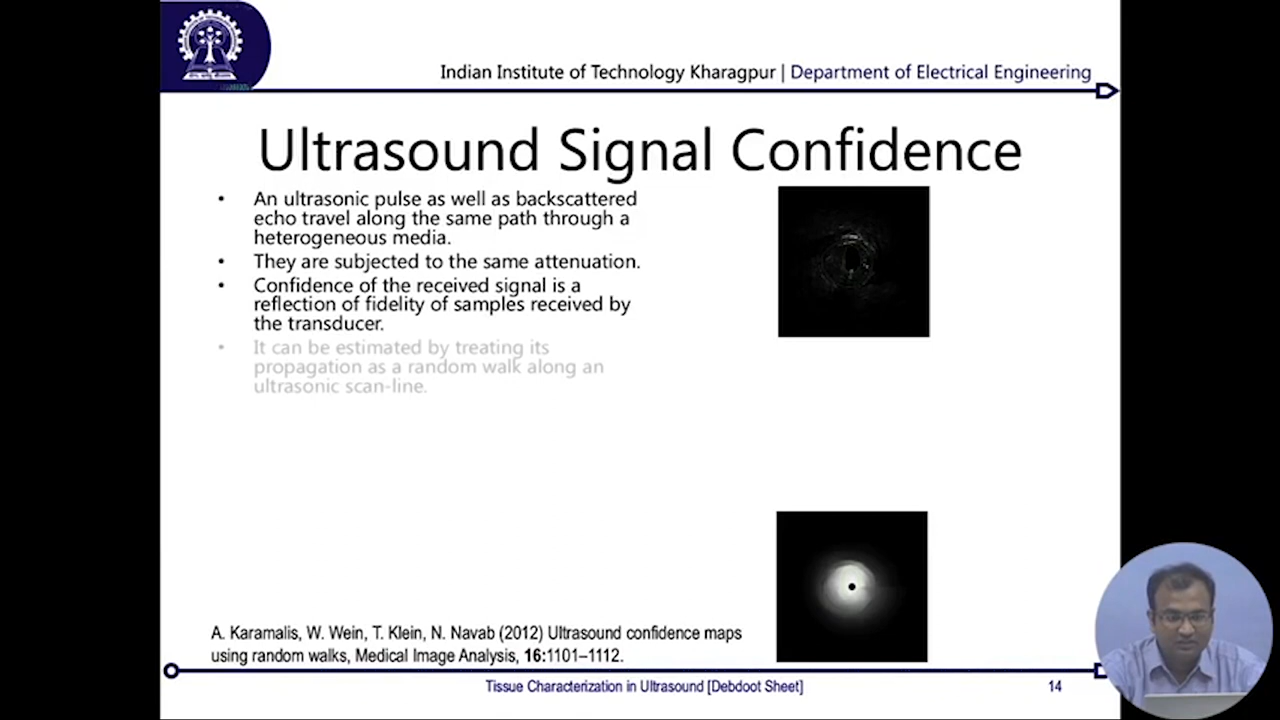 Indian Institute of Technology Kharagpur | Department of Electrical Engineering
Ultrasound Signal Confidence
• An ultrasonic pulse as well as backscattered
echo travel along the same path through a
heterogeneous media.
• They are subjected to the same attenuation.
• Confidence of the received signal is a
reflection of fidelity of samples received by
the transducer.
• It can be estimated by treating its
propagation as a random walk along an
ultrasonic scan-line.
A. Karamalis, W. Wein, T. Klein, N. Navab (2012) Ultrasound confidence maps
using random walks, Medical Image Analysis, 16:1101–1112.
Tissue Characterization in Ultrasound [Debdoot Sheet]
14